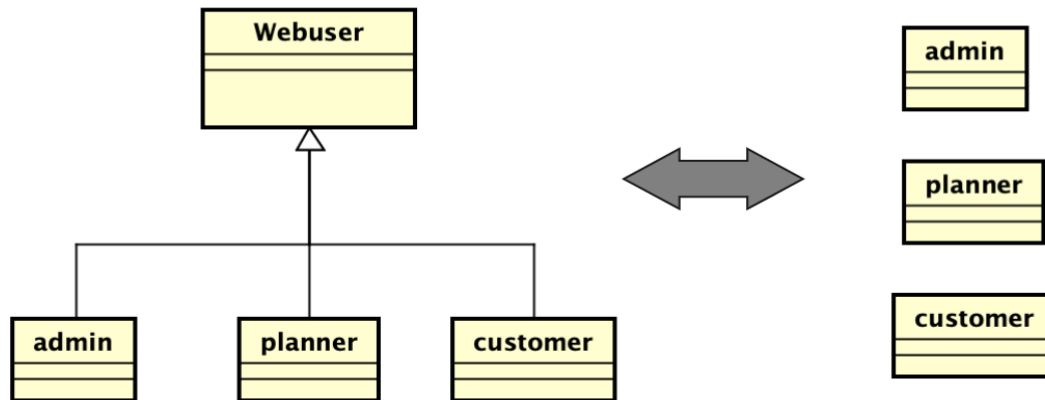 Webuser
admin
planner
customer
admin
planner
customer